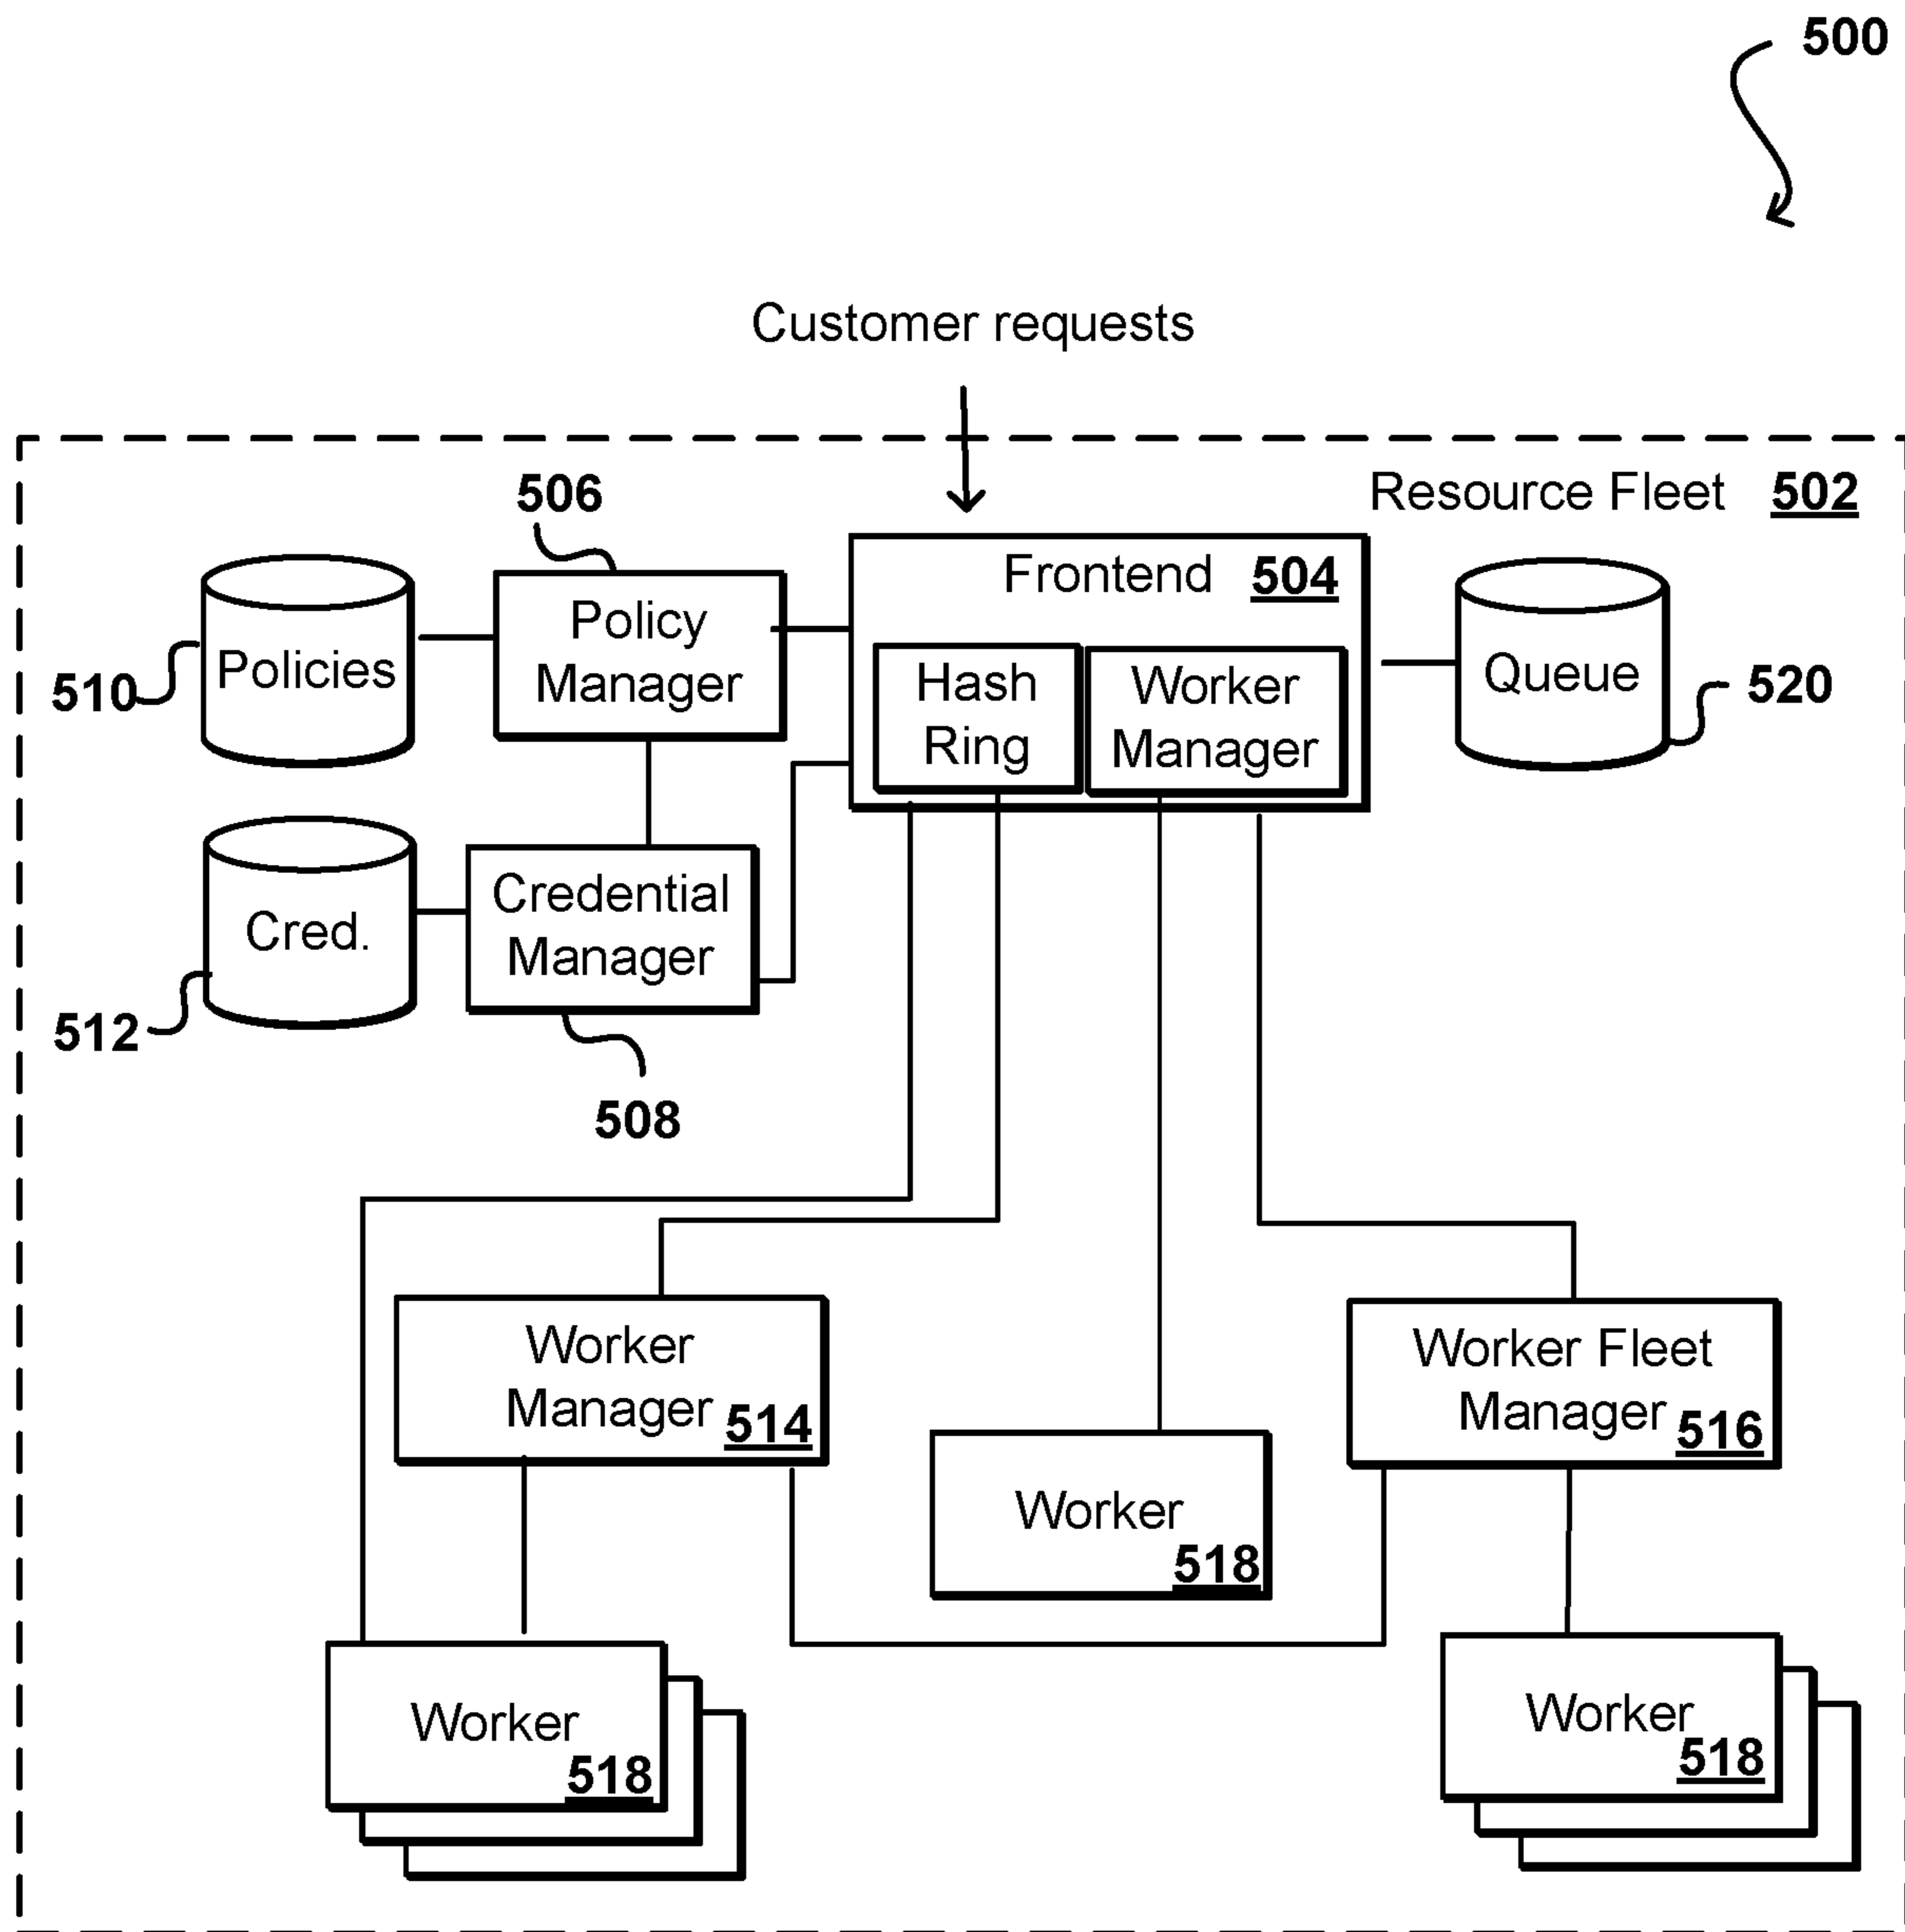 500
Customer requests
Resource Fleet 502
506
Frontend 504
Policy
Manager
Policies
510
Hash
Ring
Worker
Manager
Queue
520
Credential
Manager
Cred.
512
508
Worker
Manager 514
Worker Fleet
Manager 516
Worker
518
Worker
518
Worker
518